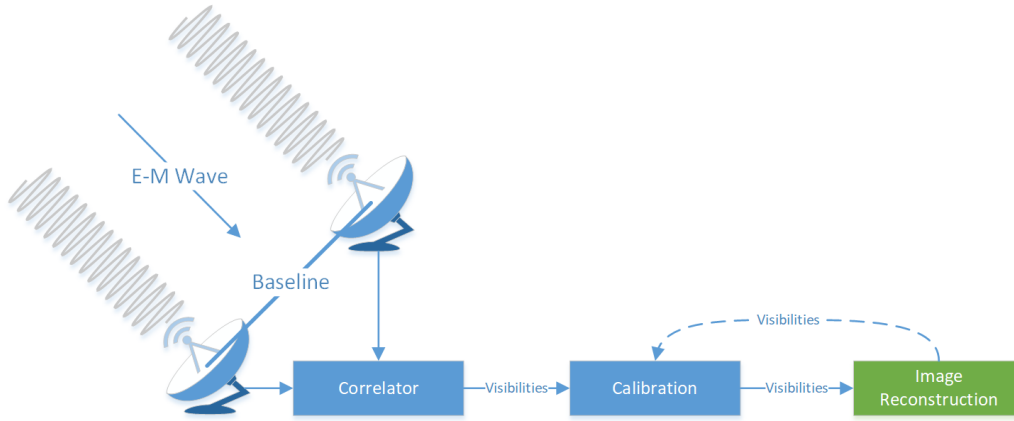 E-M Wave
Baseline
Visibilities
Correlator
Visibilities
Calibration
Visibilities
Image
Reconstruction